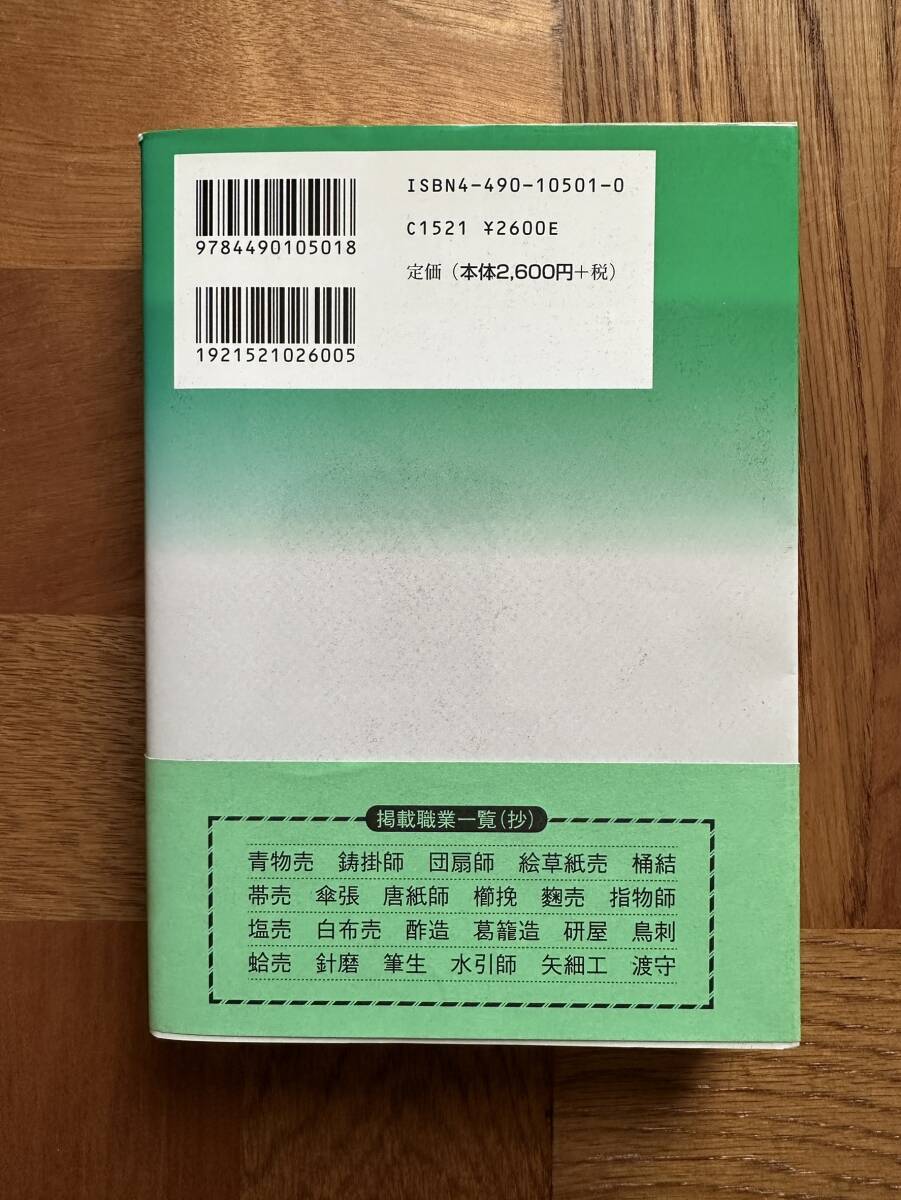 ISBN4-490-10501-0
9784490105018
C1521 ¥2600E
定価（本体2,600円＋税）
1921521026005
掲載職業一覧（抄）
青物売 鋳掛師 団扇師 絵草紙売 桶結
帯売 傘張 唐紙師 櫛挽 麴売 指物師
塩売 白布売 酢造 葛籠造 研屋 鳥刺
蛤売 針磨 筆生 水引師 矢細工 渡守